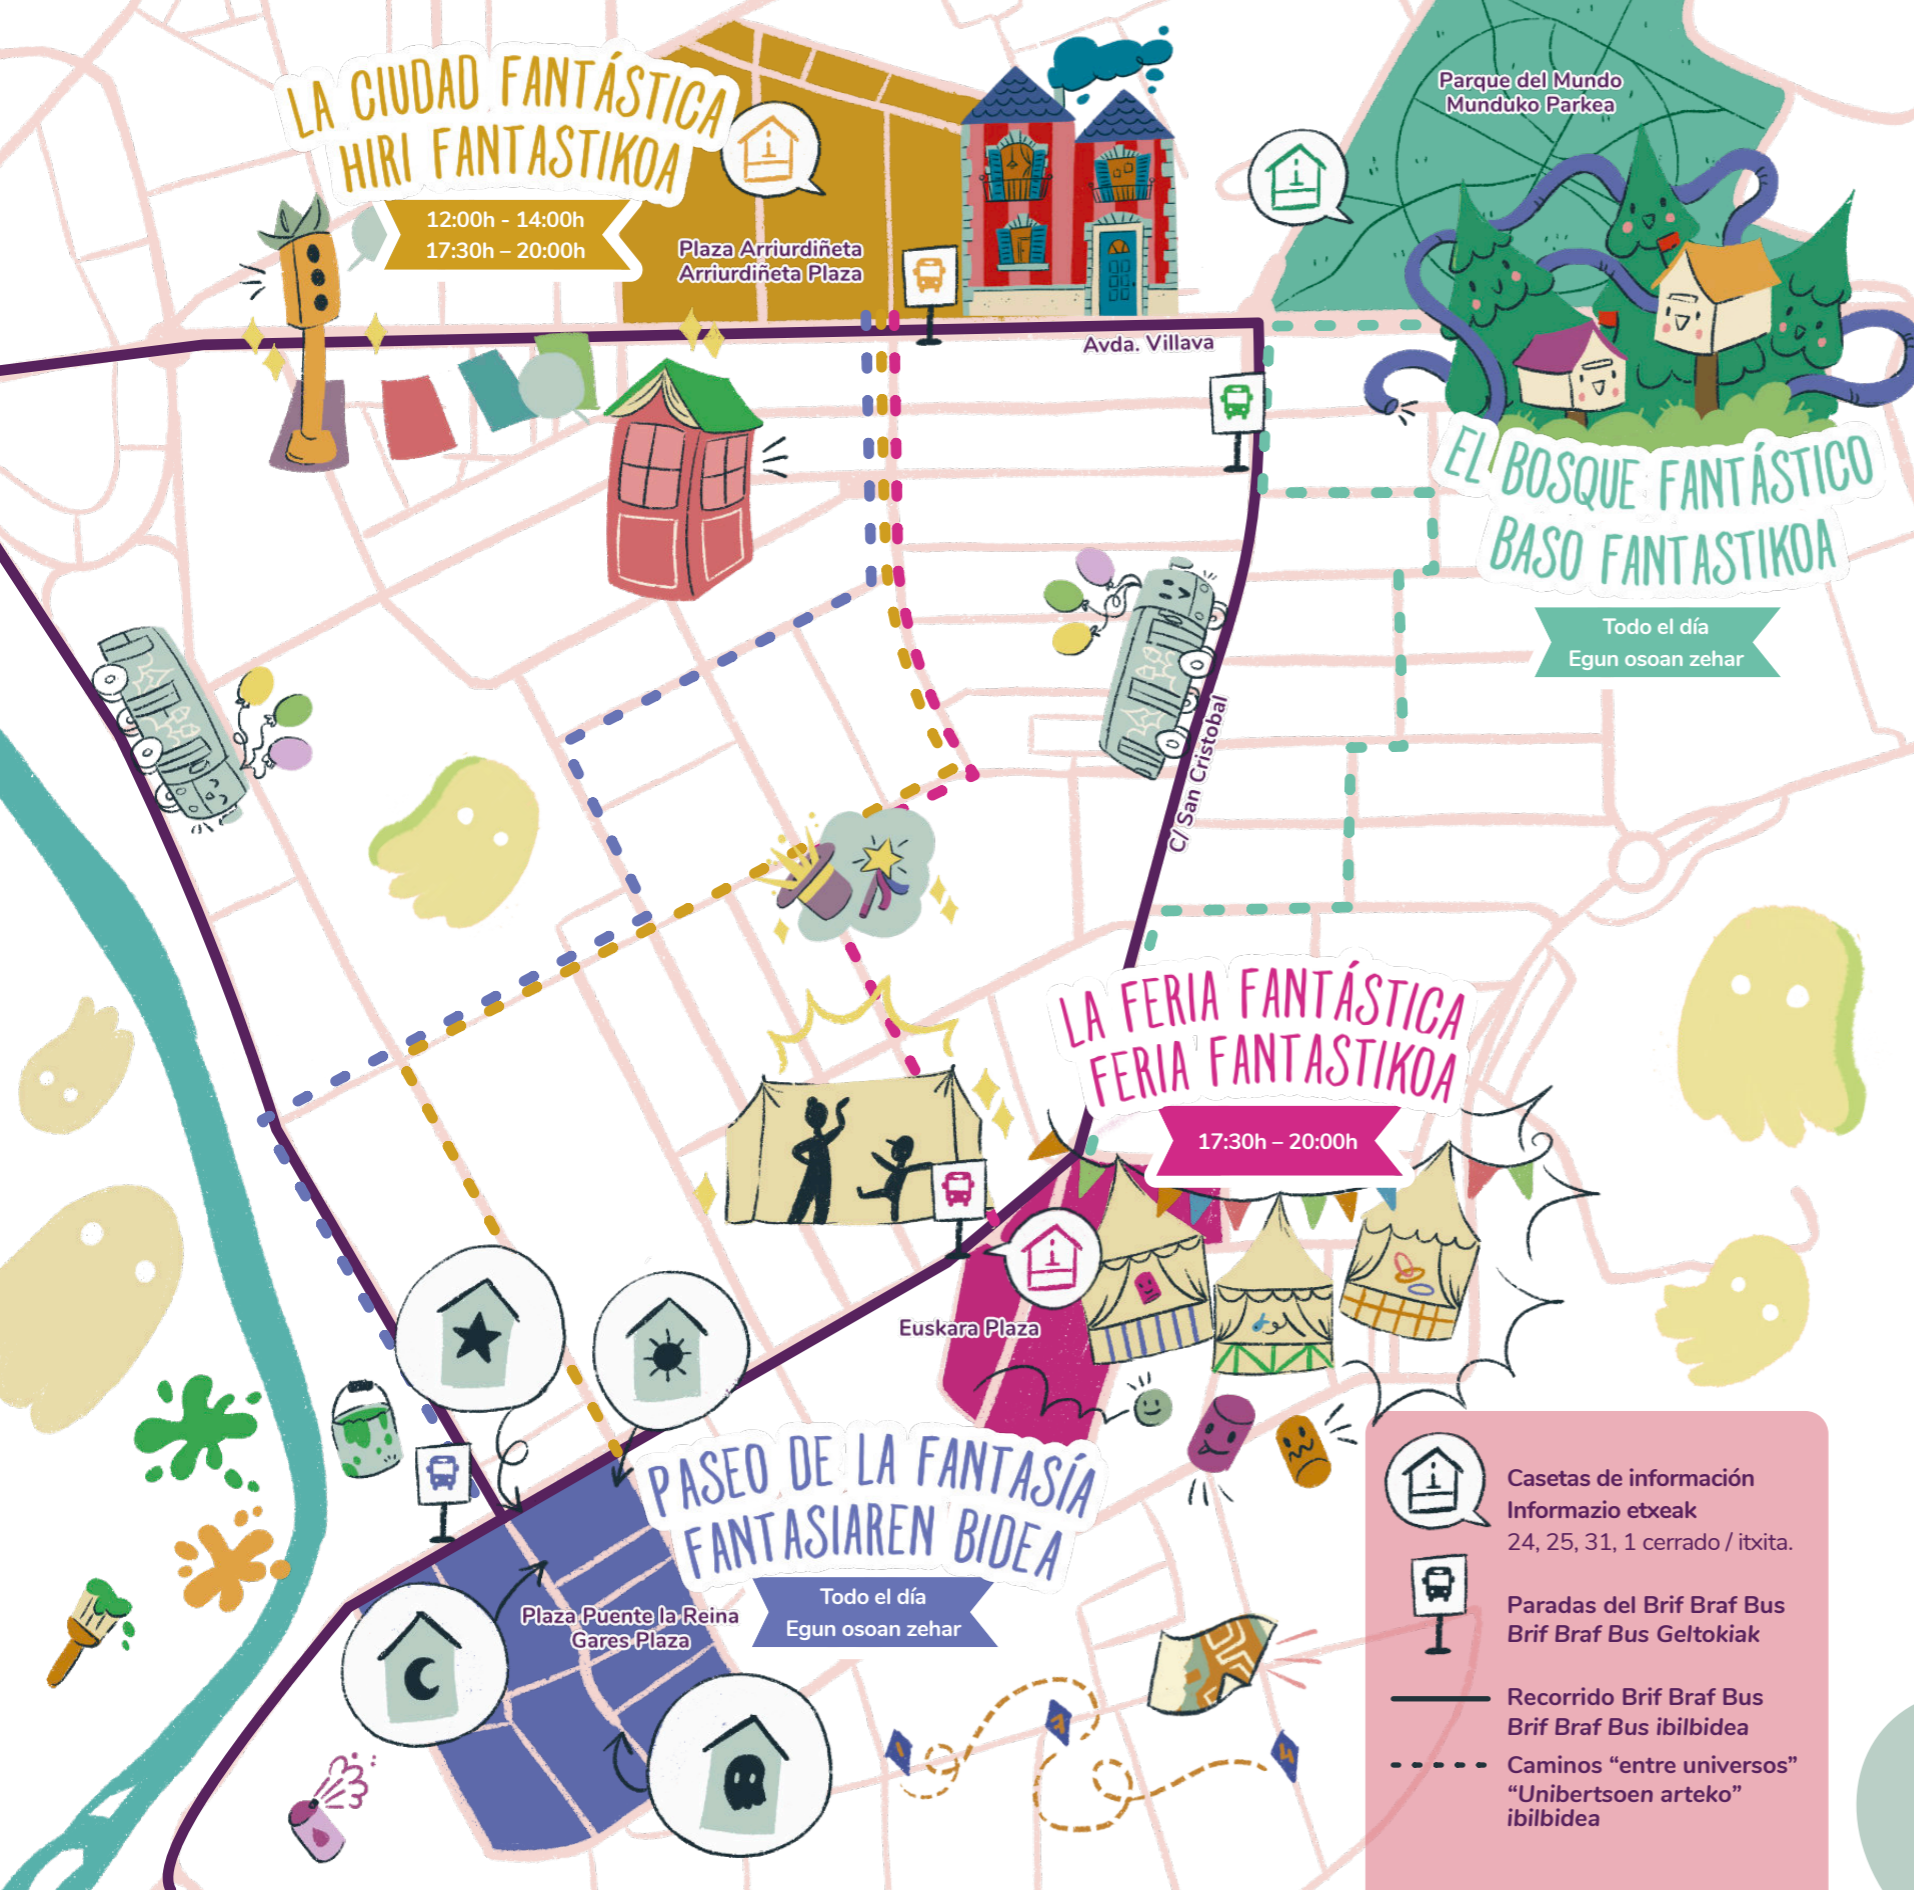 LA CIUDAD FANTÁSTICA
HIRI FANTASTIKOA
12:00h - 14:00h
17:30h – 20:00h
Plaza Arriurdiñeta
Arriurdiñeta Plaza
Parque del Mundo
Munduko Parkea
Avda. Villava
EL BOSQUE FANTÁSTICO
BASO FANTASTIKOA
Todo el día
Egun osoan zehar
C/ San Cristobal
LA FERIA FANTÁSTICA
FERIA FANTASTIKOA
17:30h – 20:00h
Euskara Plaza
PASEO DE LA FANTASÍA
FANTASIAREN BIDEA
Todo el día
Egun osoan zehar
Plaza Puente la Reina
Gares Plaza
Casetas de información
Informazio etxeak
24, 25, 31, 1 cerrado / itxita.
Paradas del Brif Braf Bus
Brif Braf Bus Geltokiak
Recorrido Brif Braf Bus
Brif Braf Bus ibilbidea
Caminos “entre universos”
“Unibertsoen arteko”
ibilbidea